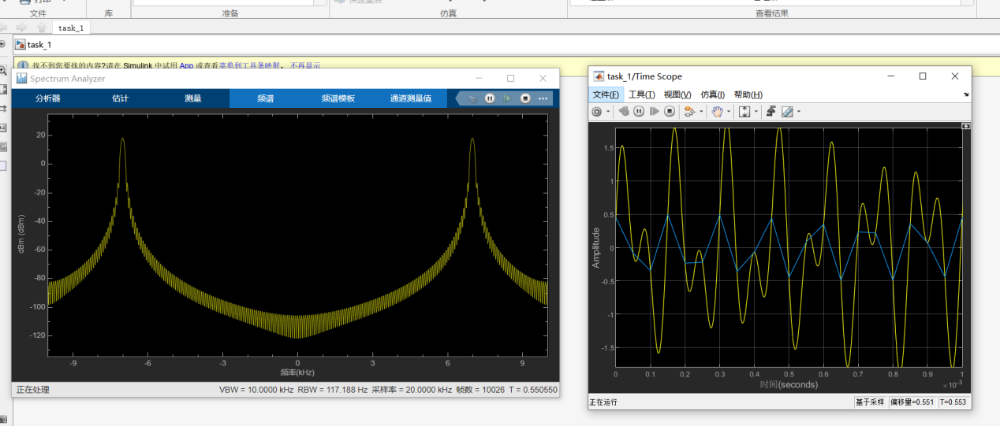 打印
快速重启
文件 库 准备 仿真 查看结果
task_1
task_1
找不到您要找的内容?请在 Simulink 中试用 App 或查看菜单到工具条映射。 不再显示
Spectrum Analyzer
分析器 估计 测量 频谱 频谱模板 通道测量值
20
0
-20
-40
-60
-80
-100
-120
dBm (dBm)
-9 -6 -3 0 3 6 9
频率(kHz)
正在处理 VBW = 10.0000 kHz RBW = 117.188 Hz 采样率 = 20.0000 kHz 帧数 = 10026 T = 0.550550
task_1/Time Scope
文件(F) 工具(T) 视图(V) 仿真(I) 帮助(H)
1.5
1
0.5
0
-0.5
-1
-1.5
Amplitude
0 0.1 0.2 0.3 0.4 0.5 0.6 0.7 0.8 0.9 1
时间(seconds) ×10⁻³
正在运行 基于采样 偏移量=0.551 T=0.553